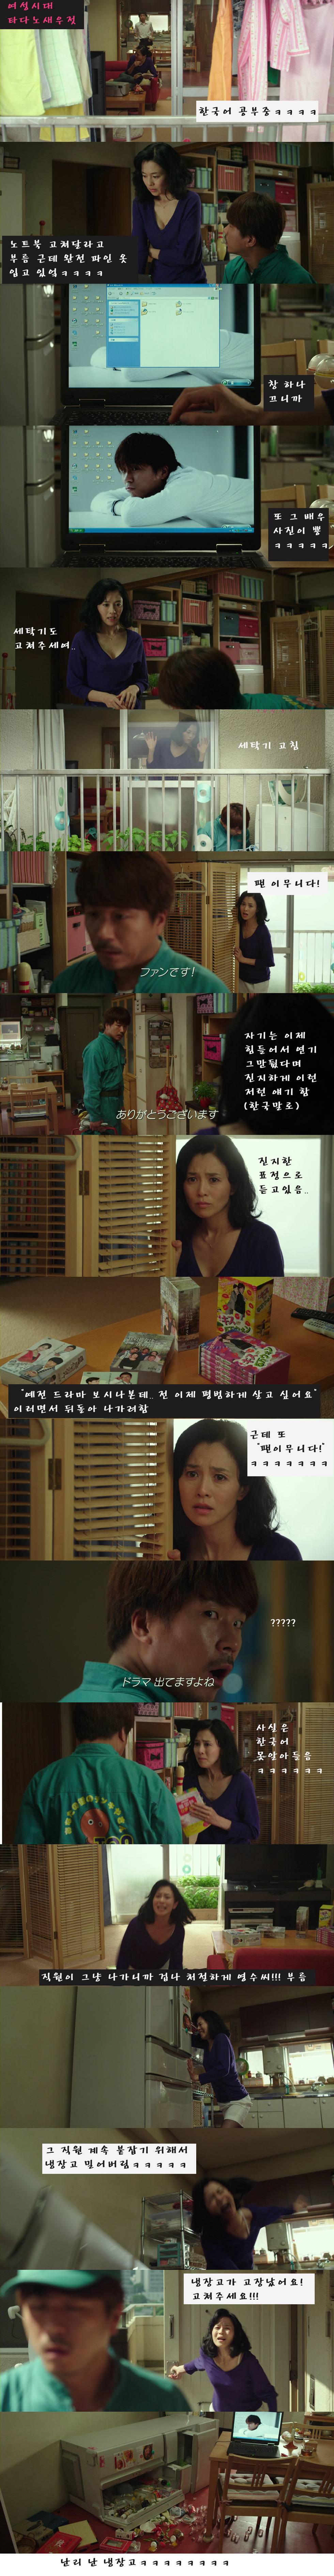 여성시대
타다노새우젓
한국어 공부중ㅋㅋㅋㅋ
노트북 고쳐달라고
부름 근데 완전 파인 옷
입고 있엌ㅋㅋㅋㅋ
창 하나
끄니까
또 그 배우
사진이 뿅
ㅋㅋㅋㅋㅋ
세탁기도
고쳐주세여..
세탁기 고침
팬 이무니다!
ファンです!
자기는 이제
힘들어서 연기
그만뒀다며
진지하게 이런
저런 얘기 함
(한국말로)
ありがとうございます
진지한
표정으로
듣고있음..
"예전 드라마 보시나본데.. 전 이제 평범하게 살고 싶어요"
이러면서 뒤돌아 나가려함
근데 또
"팬이무니다!"
ㅋㅋㅋㅋㅋㅋㅋ
?????
ドラマ 出てますよね
사실은
한국어
못알아들음
ㅋㅋㅋㅋㅋㅋ
직원이 그냥 나가니까 겁나 처절하게 영수씨!!! 부름
그 직원 계속 붙잡기 위해서
냉장고 밀어버림ㅋㅋㅋㅋㅋ
냉장고가 고장났어요!
고쳐주세요!!!
난리 난 냉장고ㅋㅋㅋㅋㅋㅋㅋㅋ